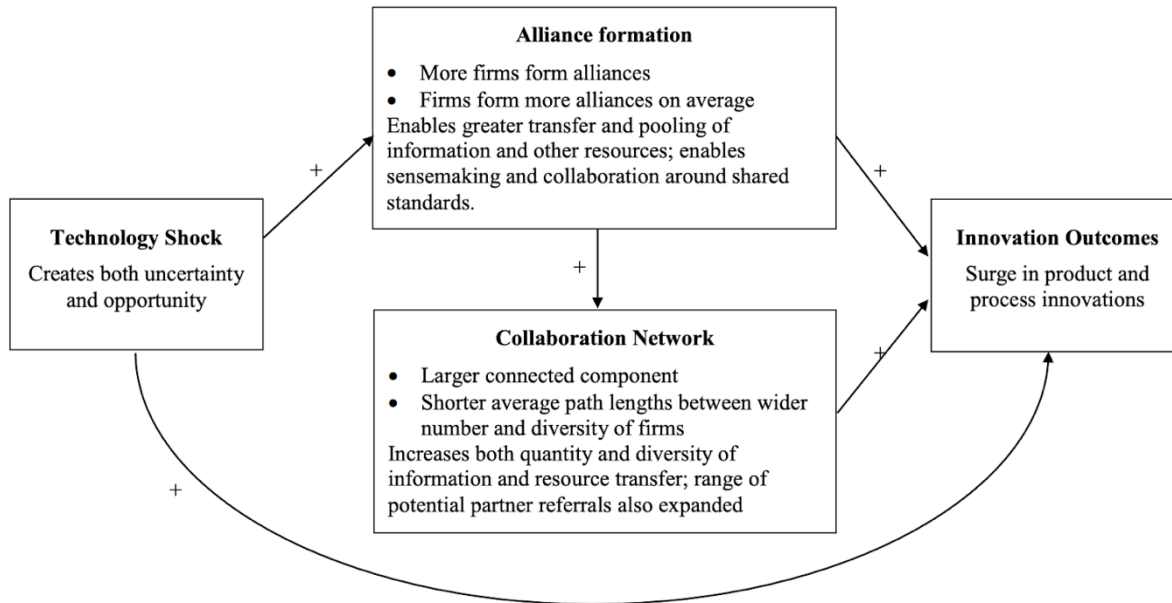 Alliance formation
• More firms form alliances
• Firms form more alliances on average
Enables greater transfer and pooling of
information and other resources; enables
sensemaking and collaboration around shared
standards.
+
+
Technology Shock
Creates both uncertainty
and opportunity
Innovation Outcomes
Surge in product and
process innovations
+
Collaboration Network
• Larger connected component
• Shorter average path lengths between wider
number and diversity of firms
Increases both quantity and diversity of
information and resource transfer; range of
potential partner referrals also expanded
+
+